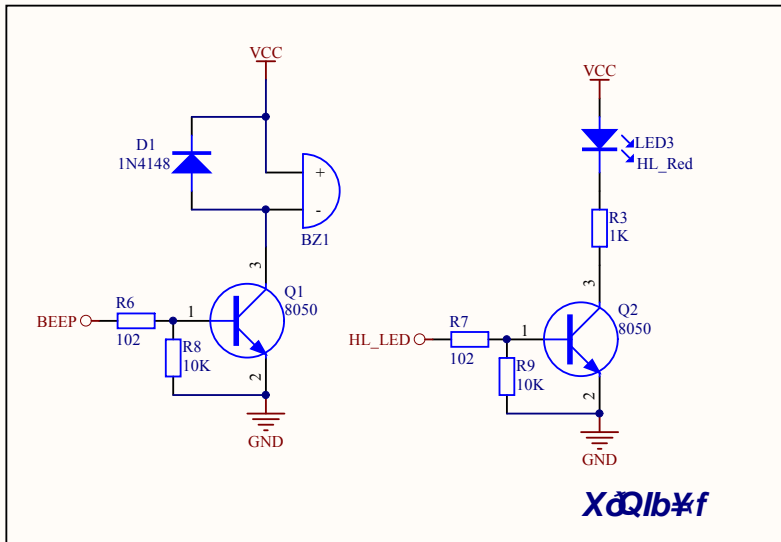 VCC
D1
1N4148
+
-
BZ1
3
Q1
8050
BEEP
R6
102
1
R8
10K
2
GND
VCC
LED3
HL_Red
R3
1K
3
Q2
8050
HL_LED
R7
102
1
R9
10K
2
GND